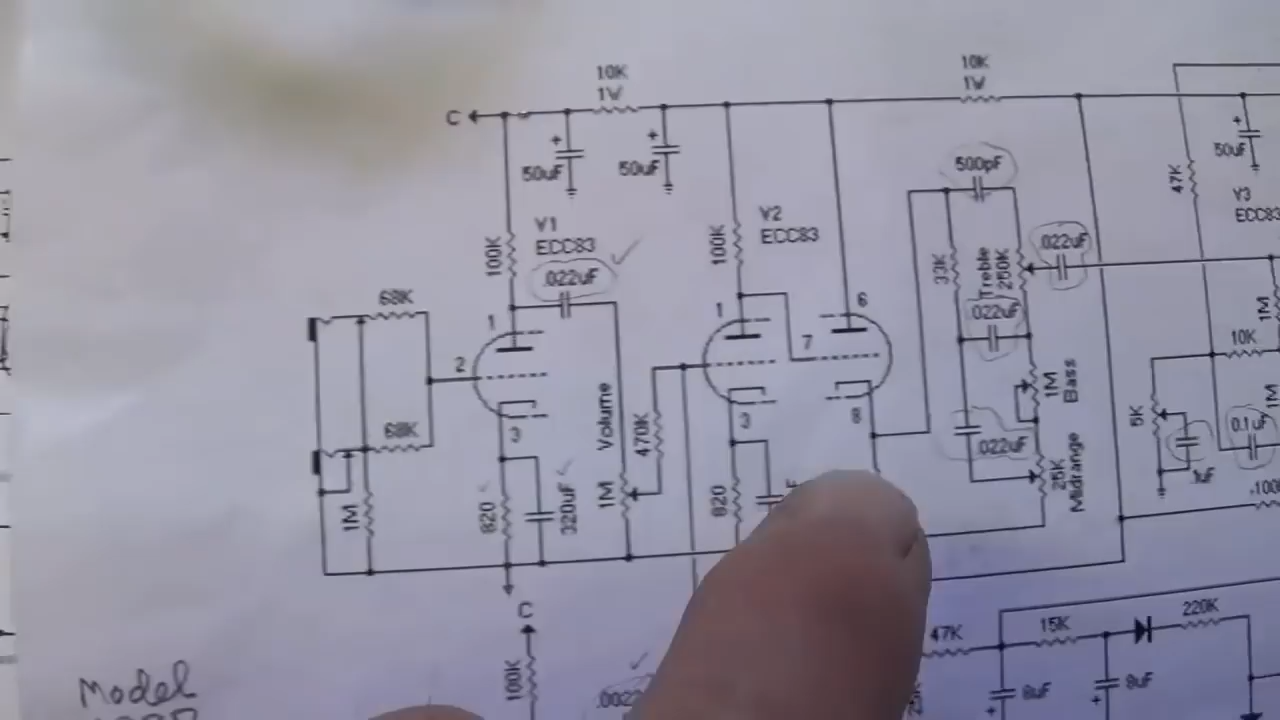 10K
1W
10K
1W
C
+
50uF
+
50uF
+
50uF
500pF
47K
V3
ECC83
V1
ECC83
.022uF
100K
V2
ECC83
100K
33K
Treble
250K
.022uF
.022uF
68K
1
2
3
1
7
6
3
8
10K
1M
1M
Bass
Volume
470K
68K
5K
0.1uF
.1uF
.022uF
25K
Midrange
1M
820
320uF
1M
820
C
100K
.0022
47K
15K
220K
8uF
+
8uF
+
Model